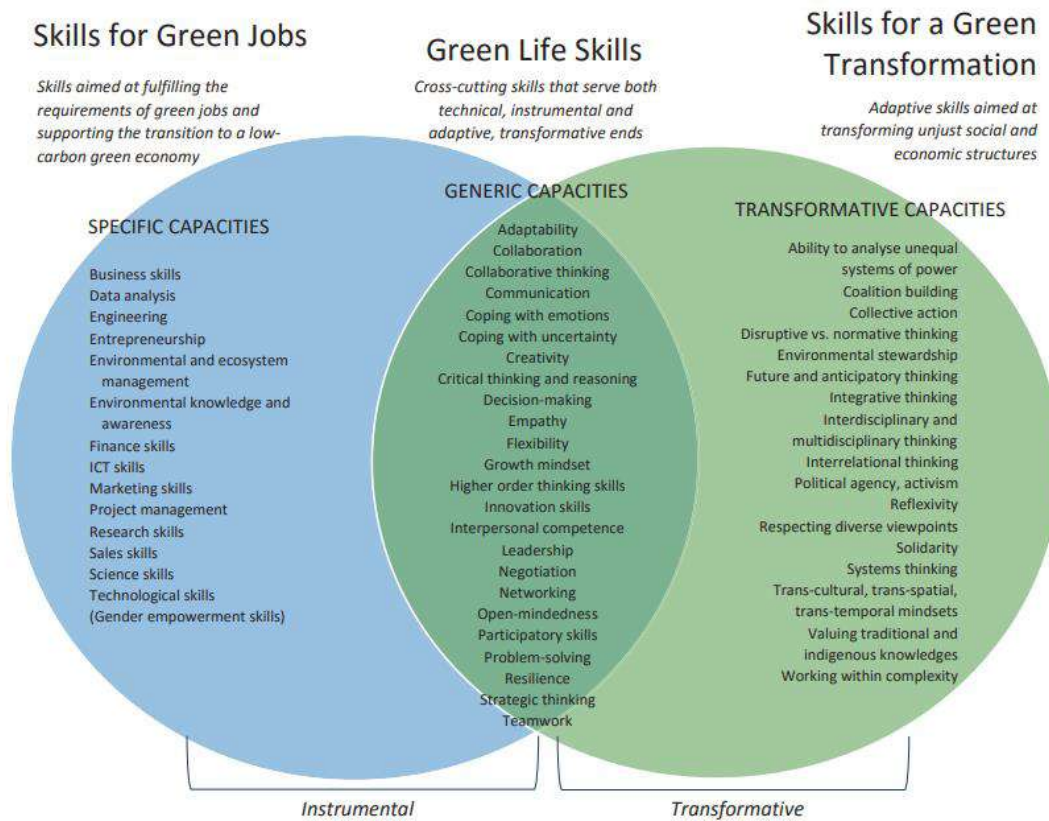 Skills for Green Jobs
Skills aimed at fulfilling the
requirements of green jobs and
supporting the transition to a low-
carbon green economy
Green Life Skills
Cross-cutting skills that serve both
technical, instrumental and
adaptive, transformative ends
Skills for a Green
Transformation
Adaptive skills aimed at
transforming unjust social and
economic structures
SPECIFIC CAPACITIES
Business skills
Data analysis
Engineering
Entrepreneurship
Environmental and ecosystem
management
Environmental knowledge and
awareness
Finance skills
ICT skills
Marketing skills
Project management
Research skills
Sales skills
Science skills
Technological skills
(Gender empowerment skills)
GENERIC CAPACITIES
Adaptability
Collaboration
Collaborative thinking
Communication
Coping with emotions
Coping with uncertainty
Creativity
Critical thinking and reasoning
Decision-making
Empathy
Flexibility
Growth mindset
Higher order thinking skills
Innovation skills
Interpersonal competence
Leadership
Negotiation
Networking
Open-mindedness
Participatory skills
Problem-solving
Resilience
Strategic thinking
Teamwork
TRANSFORMATIVE CAPACITIES
Ability to analyse unequal
systems of power
Coalition building
Collective action
Disruptive vs. normative thinking
Environmental stewardship
Future and anticipatory thinking
Integrative thinking
Interdisciplinary and
multidisciplinary thinking
Interrelational thinking
Political agency, activism
Reflexivity
Respecting diverse viewpoints
Solidarity
Systems thinking
Trans-cultural, trans-spatial,
trans-temporal mindsets
Valuing traditional and
indigenous knowledges
Working within complexity
Instrumental
Transformative